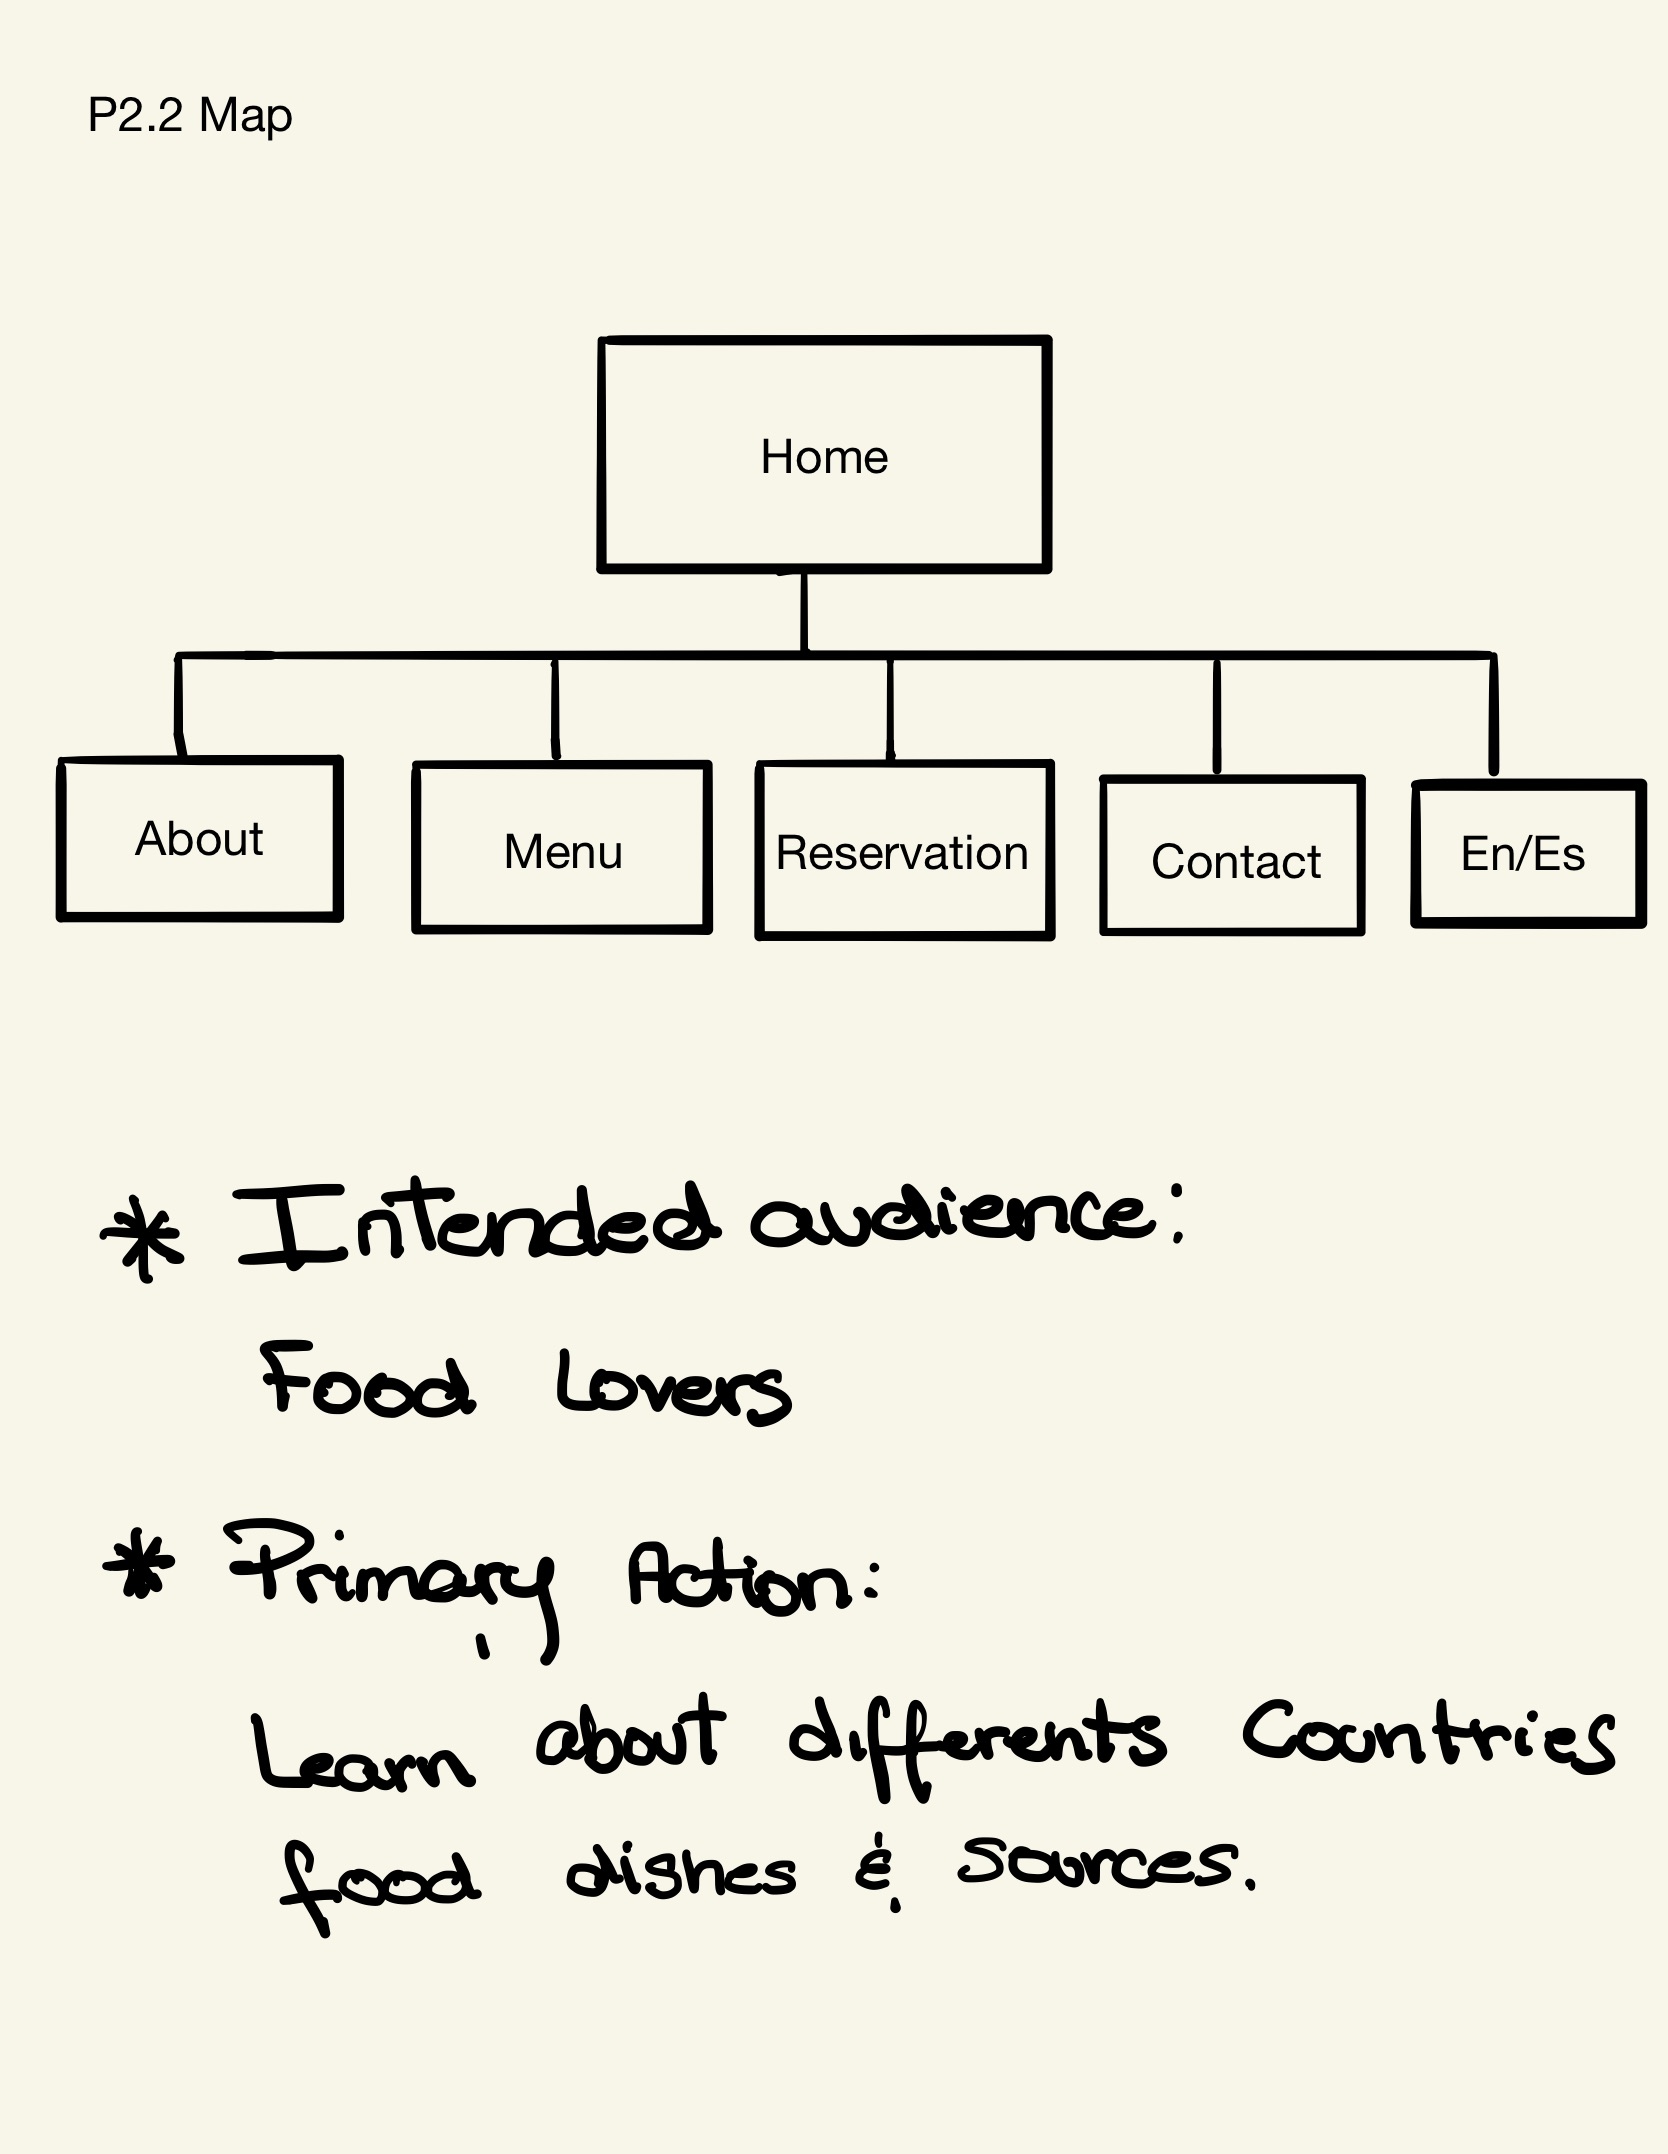 P2.2 Map
Home
About
Menu
Reservation
Contact
En/Es
* Intended audience:
Food Lovers
* Primary Action:
Learn about differents Countries
food dishes & sources.